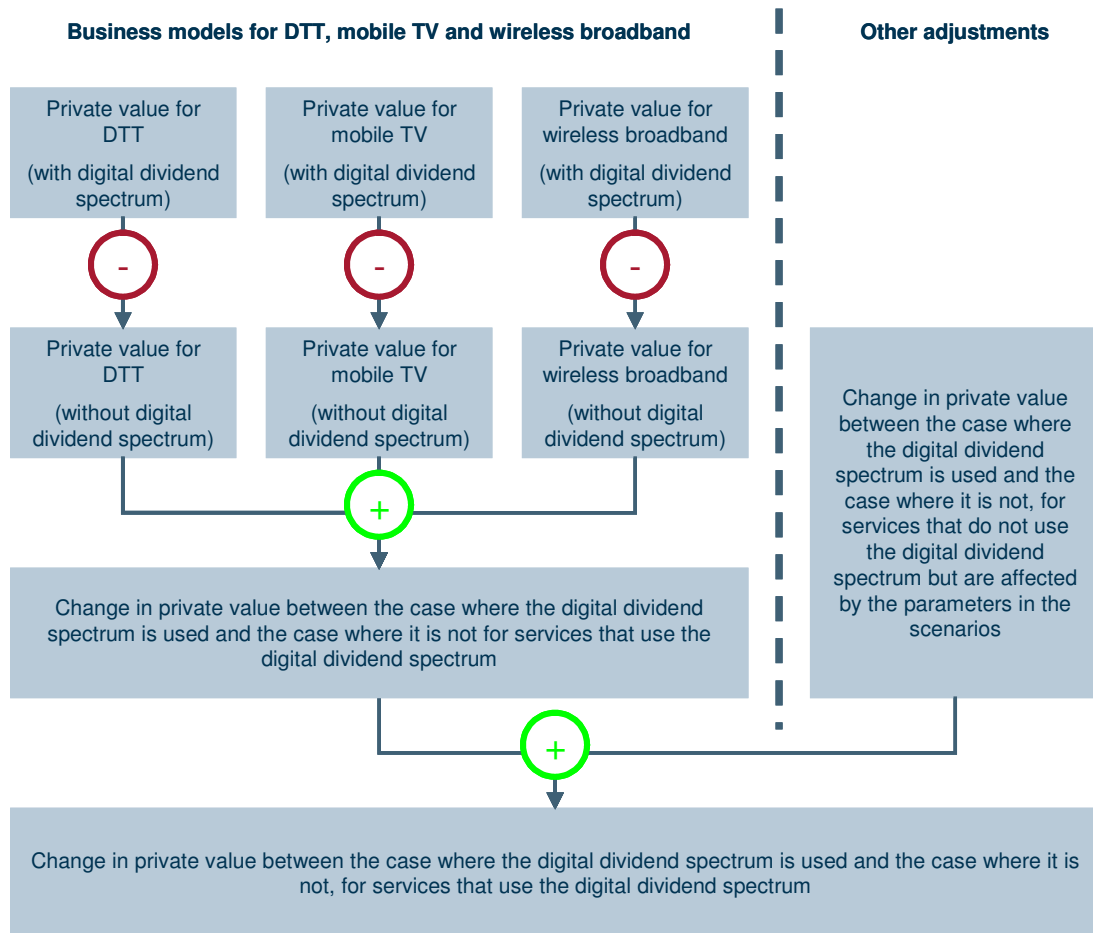 Business models for DTT, mobile TV and wireless broadband
Other adjustments
Private value for
DTT
(with digital dividend
spectrum)
Private value for
mobile TV
(with digital dividend
spectrum)
Private value for
wireless broadband
(with digital dividend
spectrum)
-
-
-
Private value for
DTT
(without digital
dividend spectrum)
Private value for
mobile TV
(without digital
dividend spectrum)
Private value for
wireless broadband
(without digital
dividend spectrum)
Change in private value
between the case where
the digital dividend
spectrum is used and the
case where it is not, for
services that do not use
the digital dividend
spectrum but are affected
by the parameters in the
scenarios
+
Change in private value between the case where the digital dividend
spectrum is used and the case where it is not for services that use the
digital dividend spectrum
+
Change in private value between the case where the digital dividend spectrum is used and the case where it is
not, for services that use the digital dividend spectrum